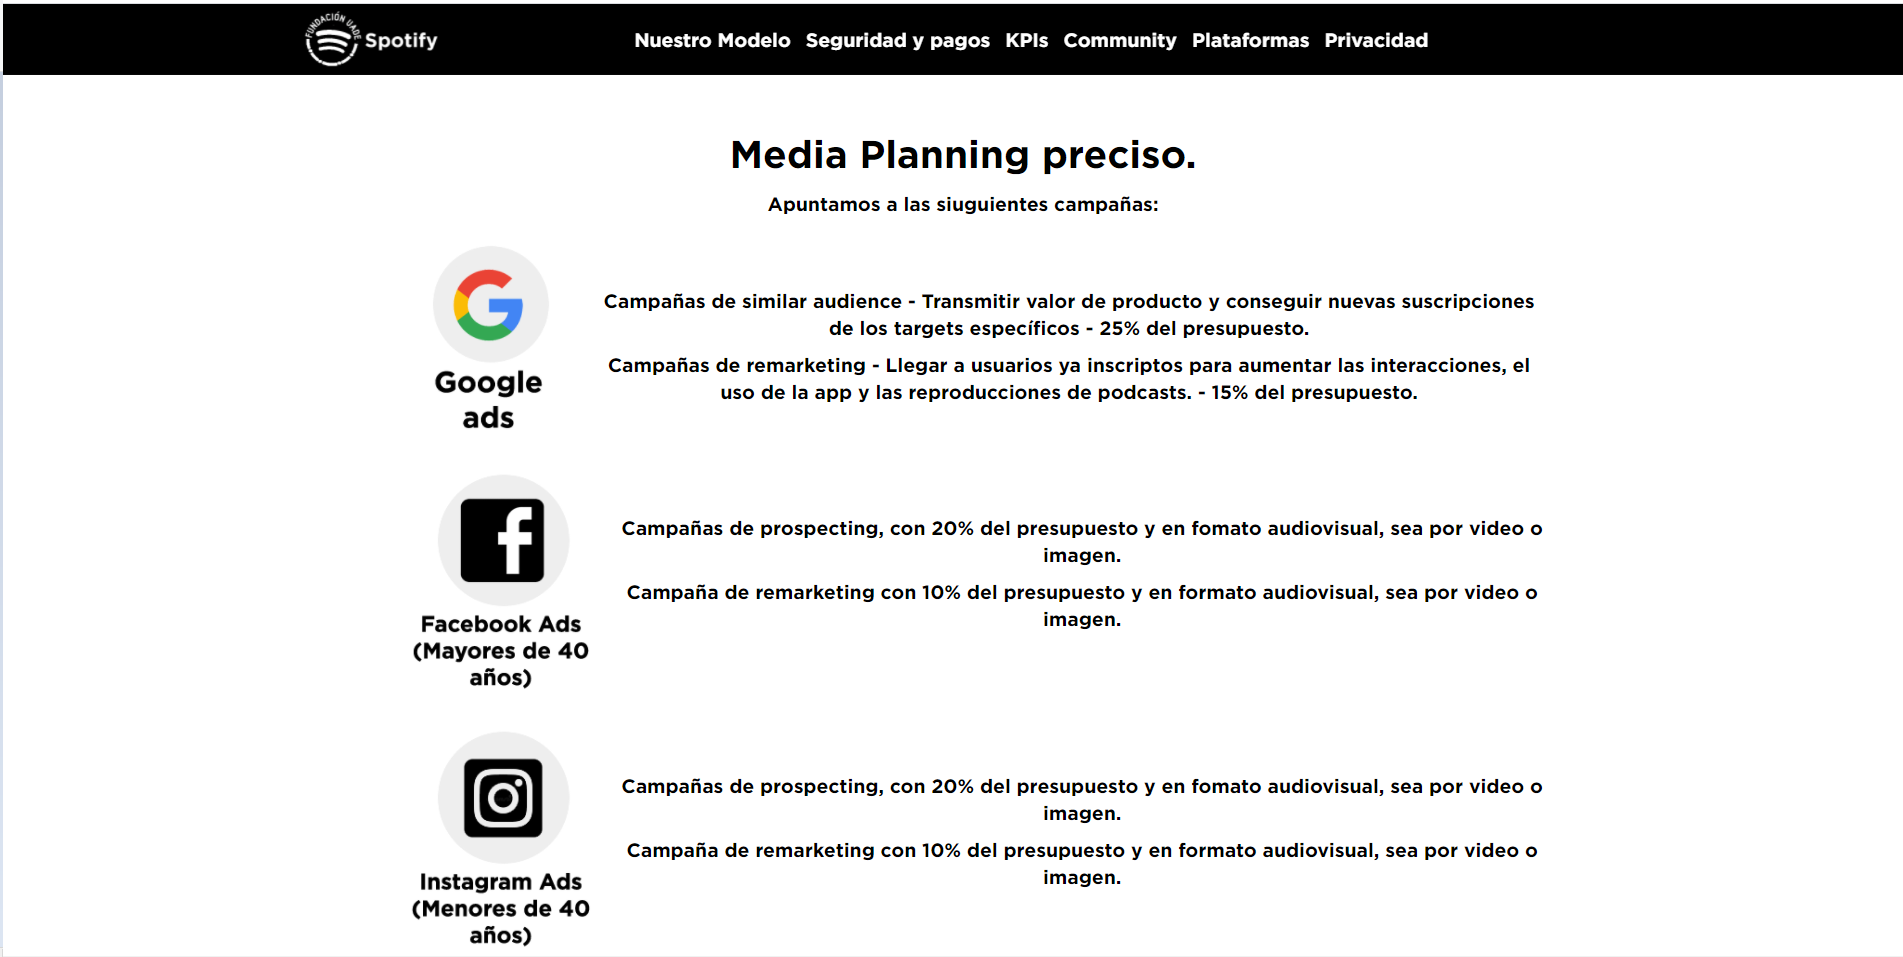 FUNDACIÓN UADE
Spotify
Nuestro Modelo Seguridad y pagos KPIs Community Plataformas Privacidad
Media Planning preciso.
Apuntamos a las siuguientes campañas:
Google
ads
Campañas de similar audience - Transmitir valor de producto y conseguir nuevas suscripciones
de los targets específicos - 25% del presupuesto.
Campañas de remarketing - Llegar a usuarios ya inscriptos para aumentar las interacciones, el
uso de la app y las reproducciones de podcasts. - 15% del presupuesto.
Facebook Ads
(Mayores de 40
años)
Campañas de prospecting, con 20% del presupuesto y en fomato audiovisual, sea por video o
imagen.
Campaña de remarketing con 10% del presupuesto y en formato audiovisual, sea por video o
imagen.
Instagram Ads
(Menores de 40
años)
Campañas de prospecting, con 20% del presupuesto y en fomato audiovisual, sea por video o
imagen.
Campaña de remarketing con 10% del presupuesto y en formato audiovisual, sea por video o
imagen.